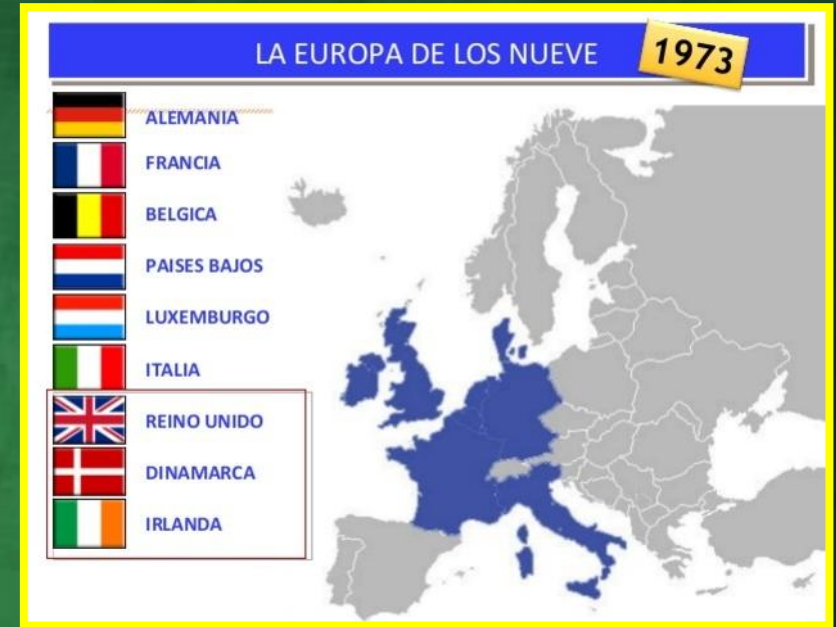 LA EUROPA DE LOS NUEVE
1973
ALEMANIA
FRANCIA
BELGICA
PAISES BAJOS
LUXEMBURGO
ITALIA
REINO UNIDO
DINAMARCA
IRLANDA